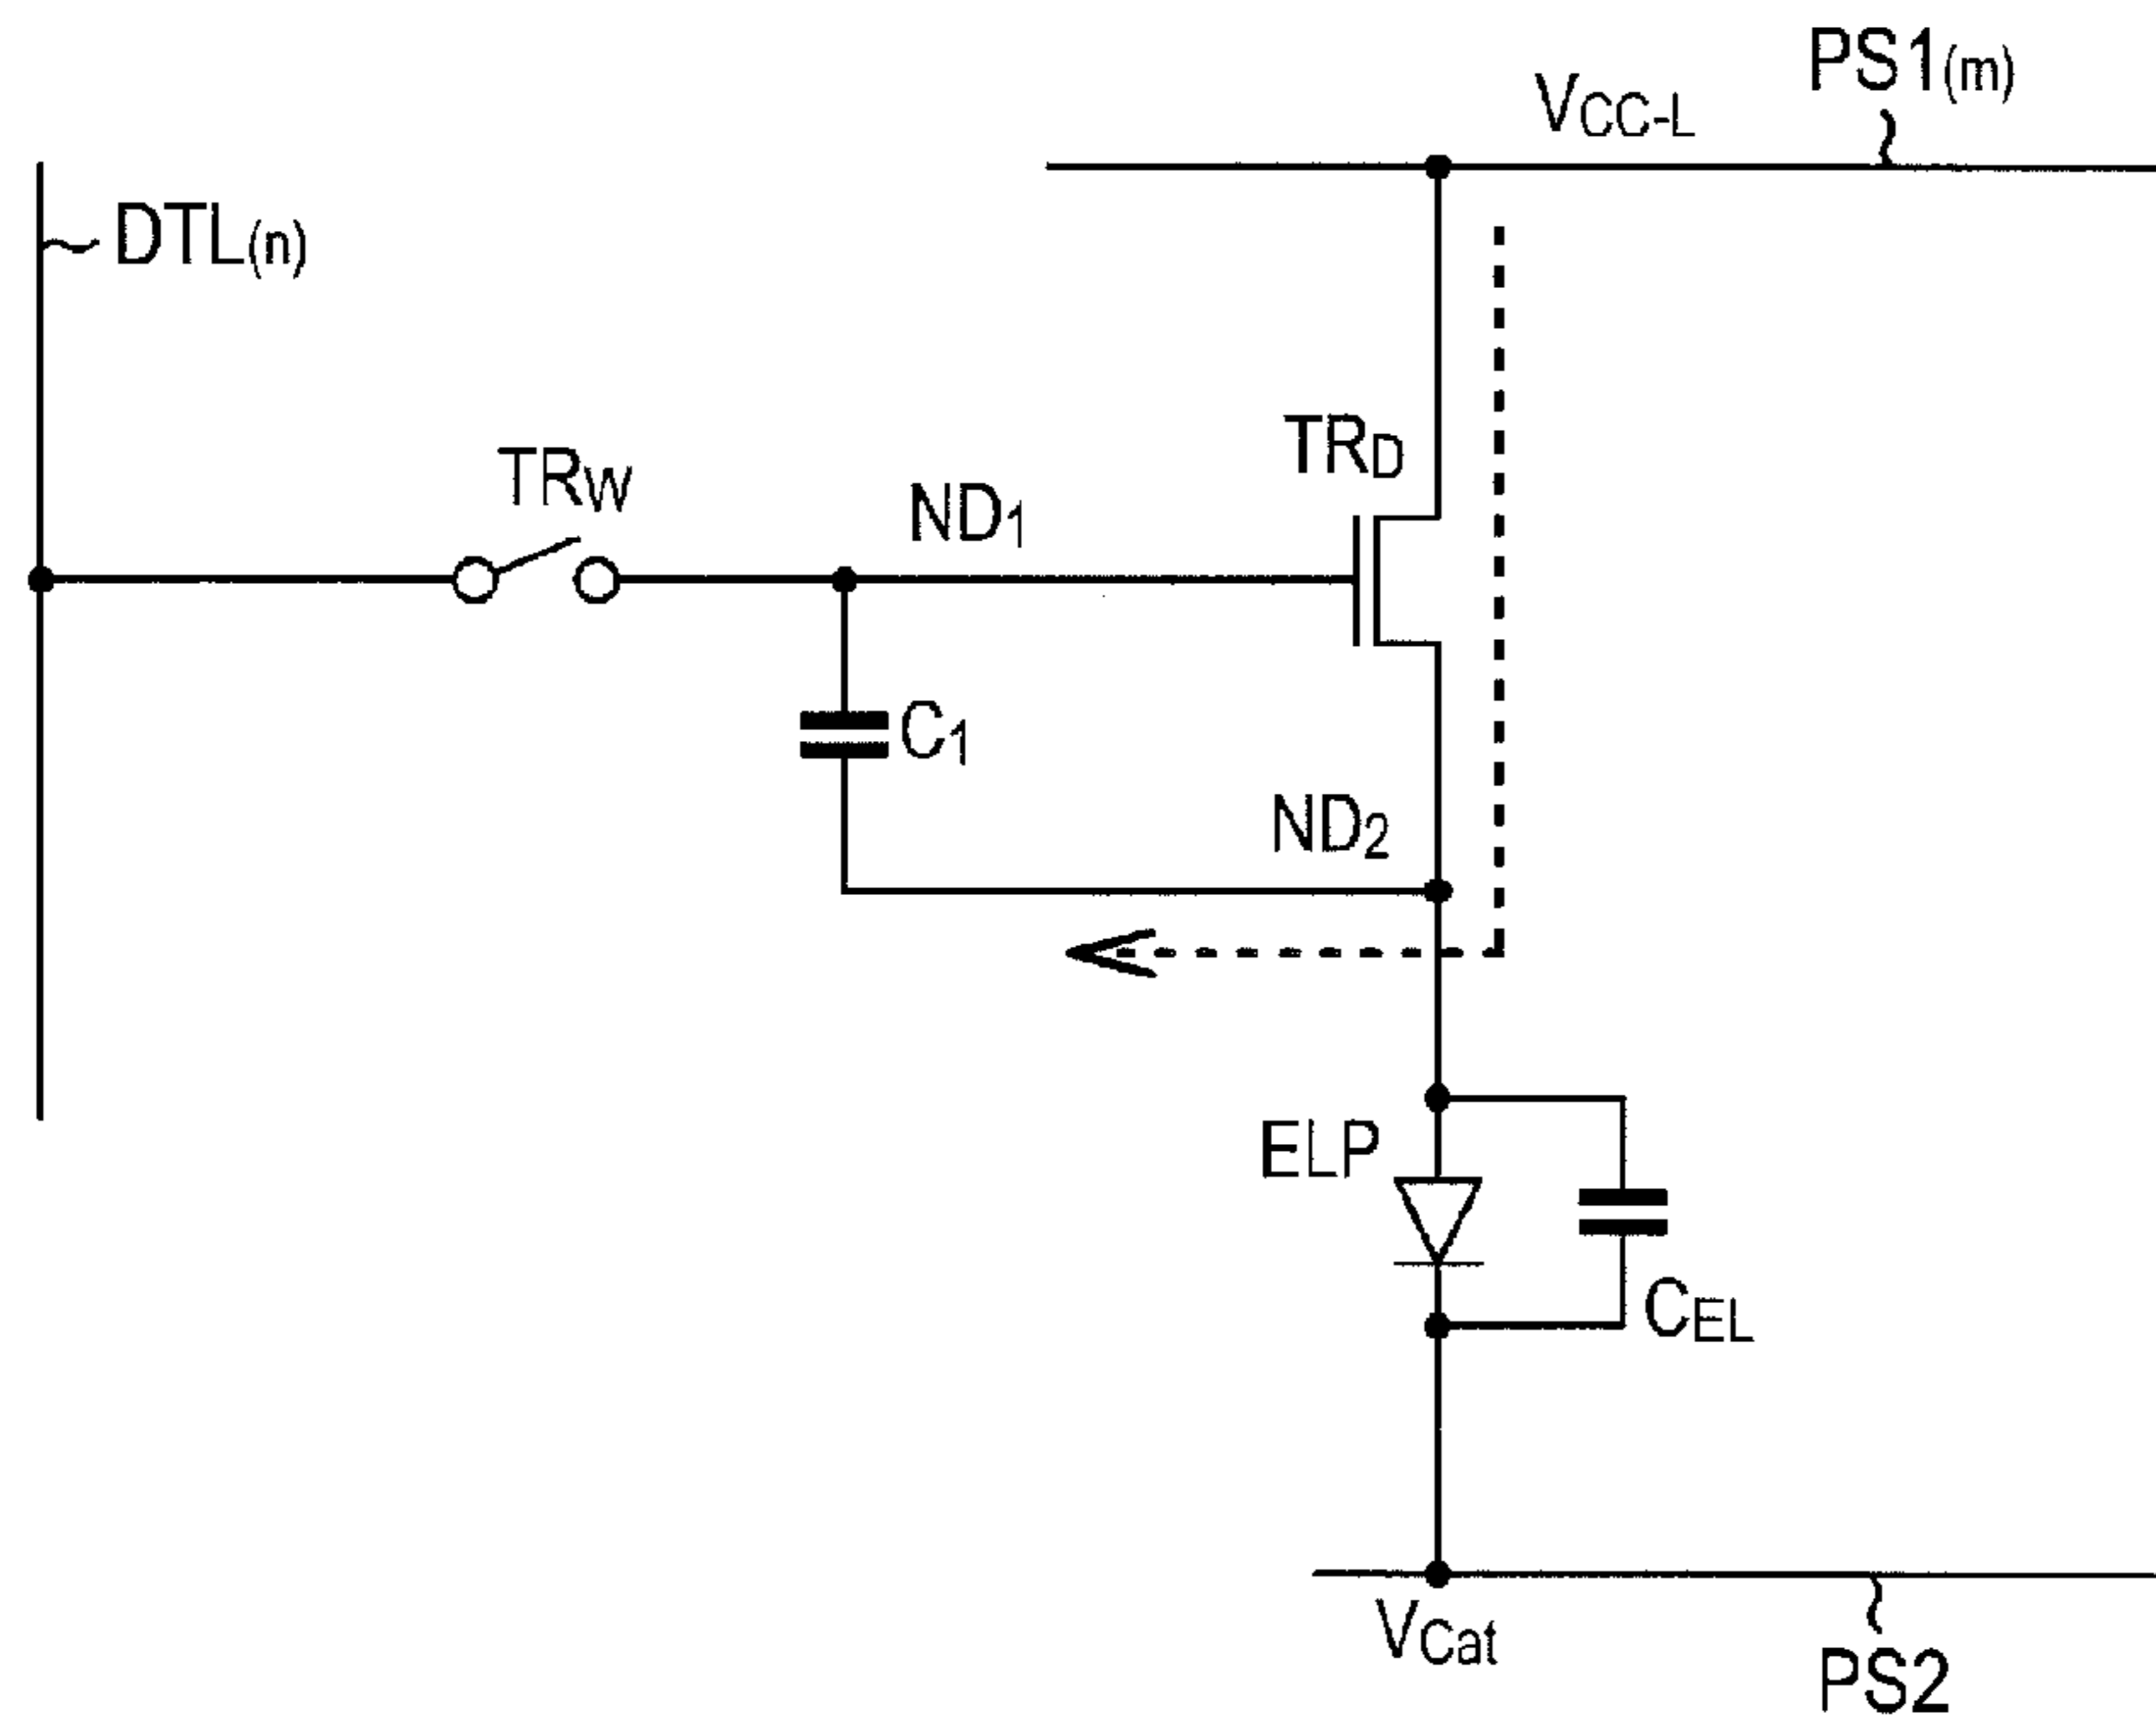 PS1(m)
VCC-L
DTL(n)
TRD
TRW
ND1
C1
ND2
ELP
CEL
VCat
PS2